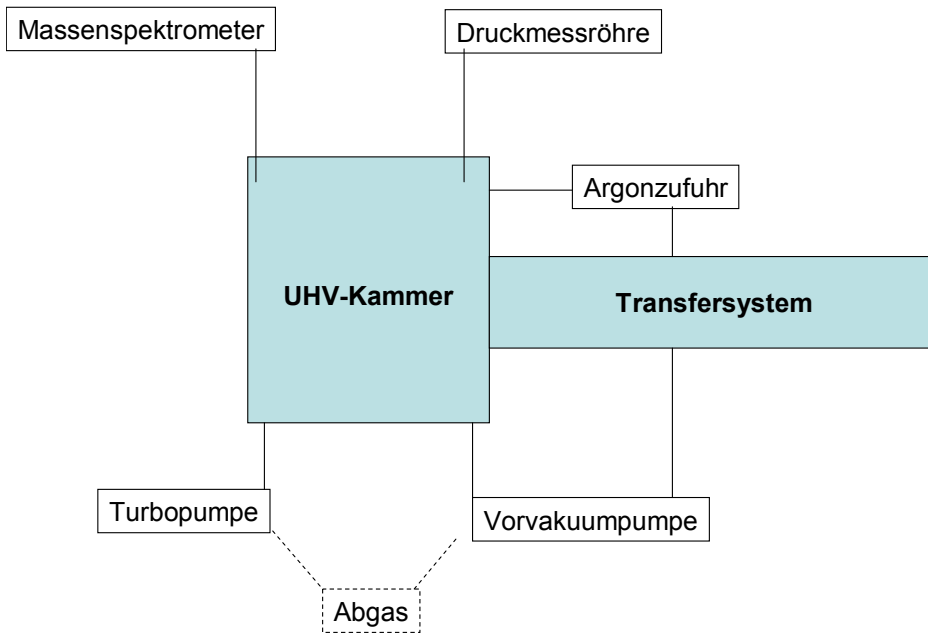 Massenspektrometer
Druckmessröhre
Argonzufuhr
UHV-Kammer
Transfersystem
Turbopumpe
Vorvakuumpumpe
Abgas